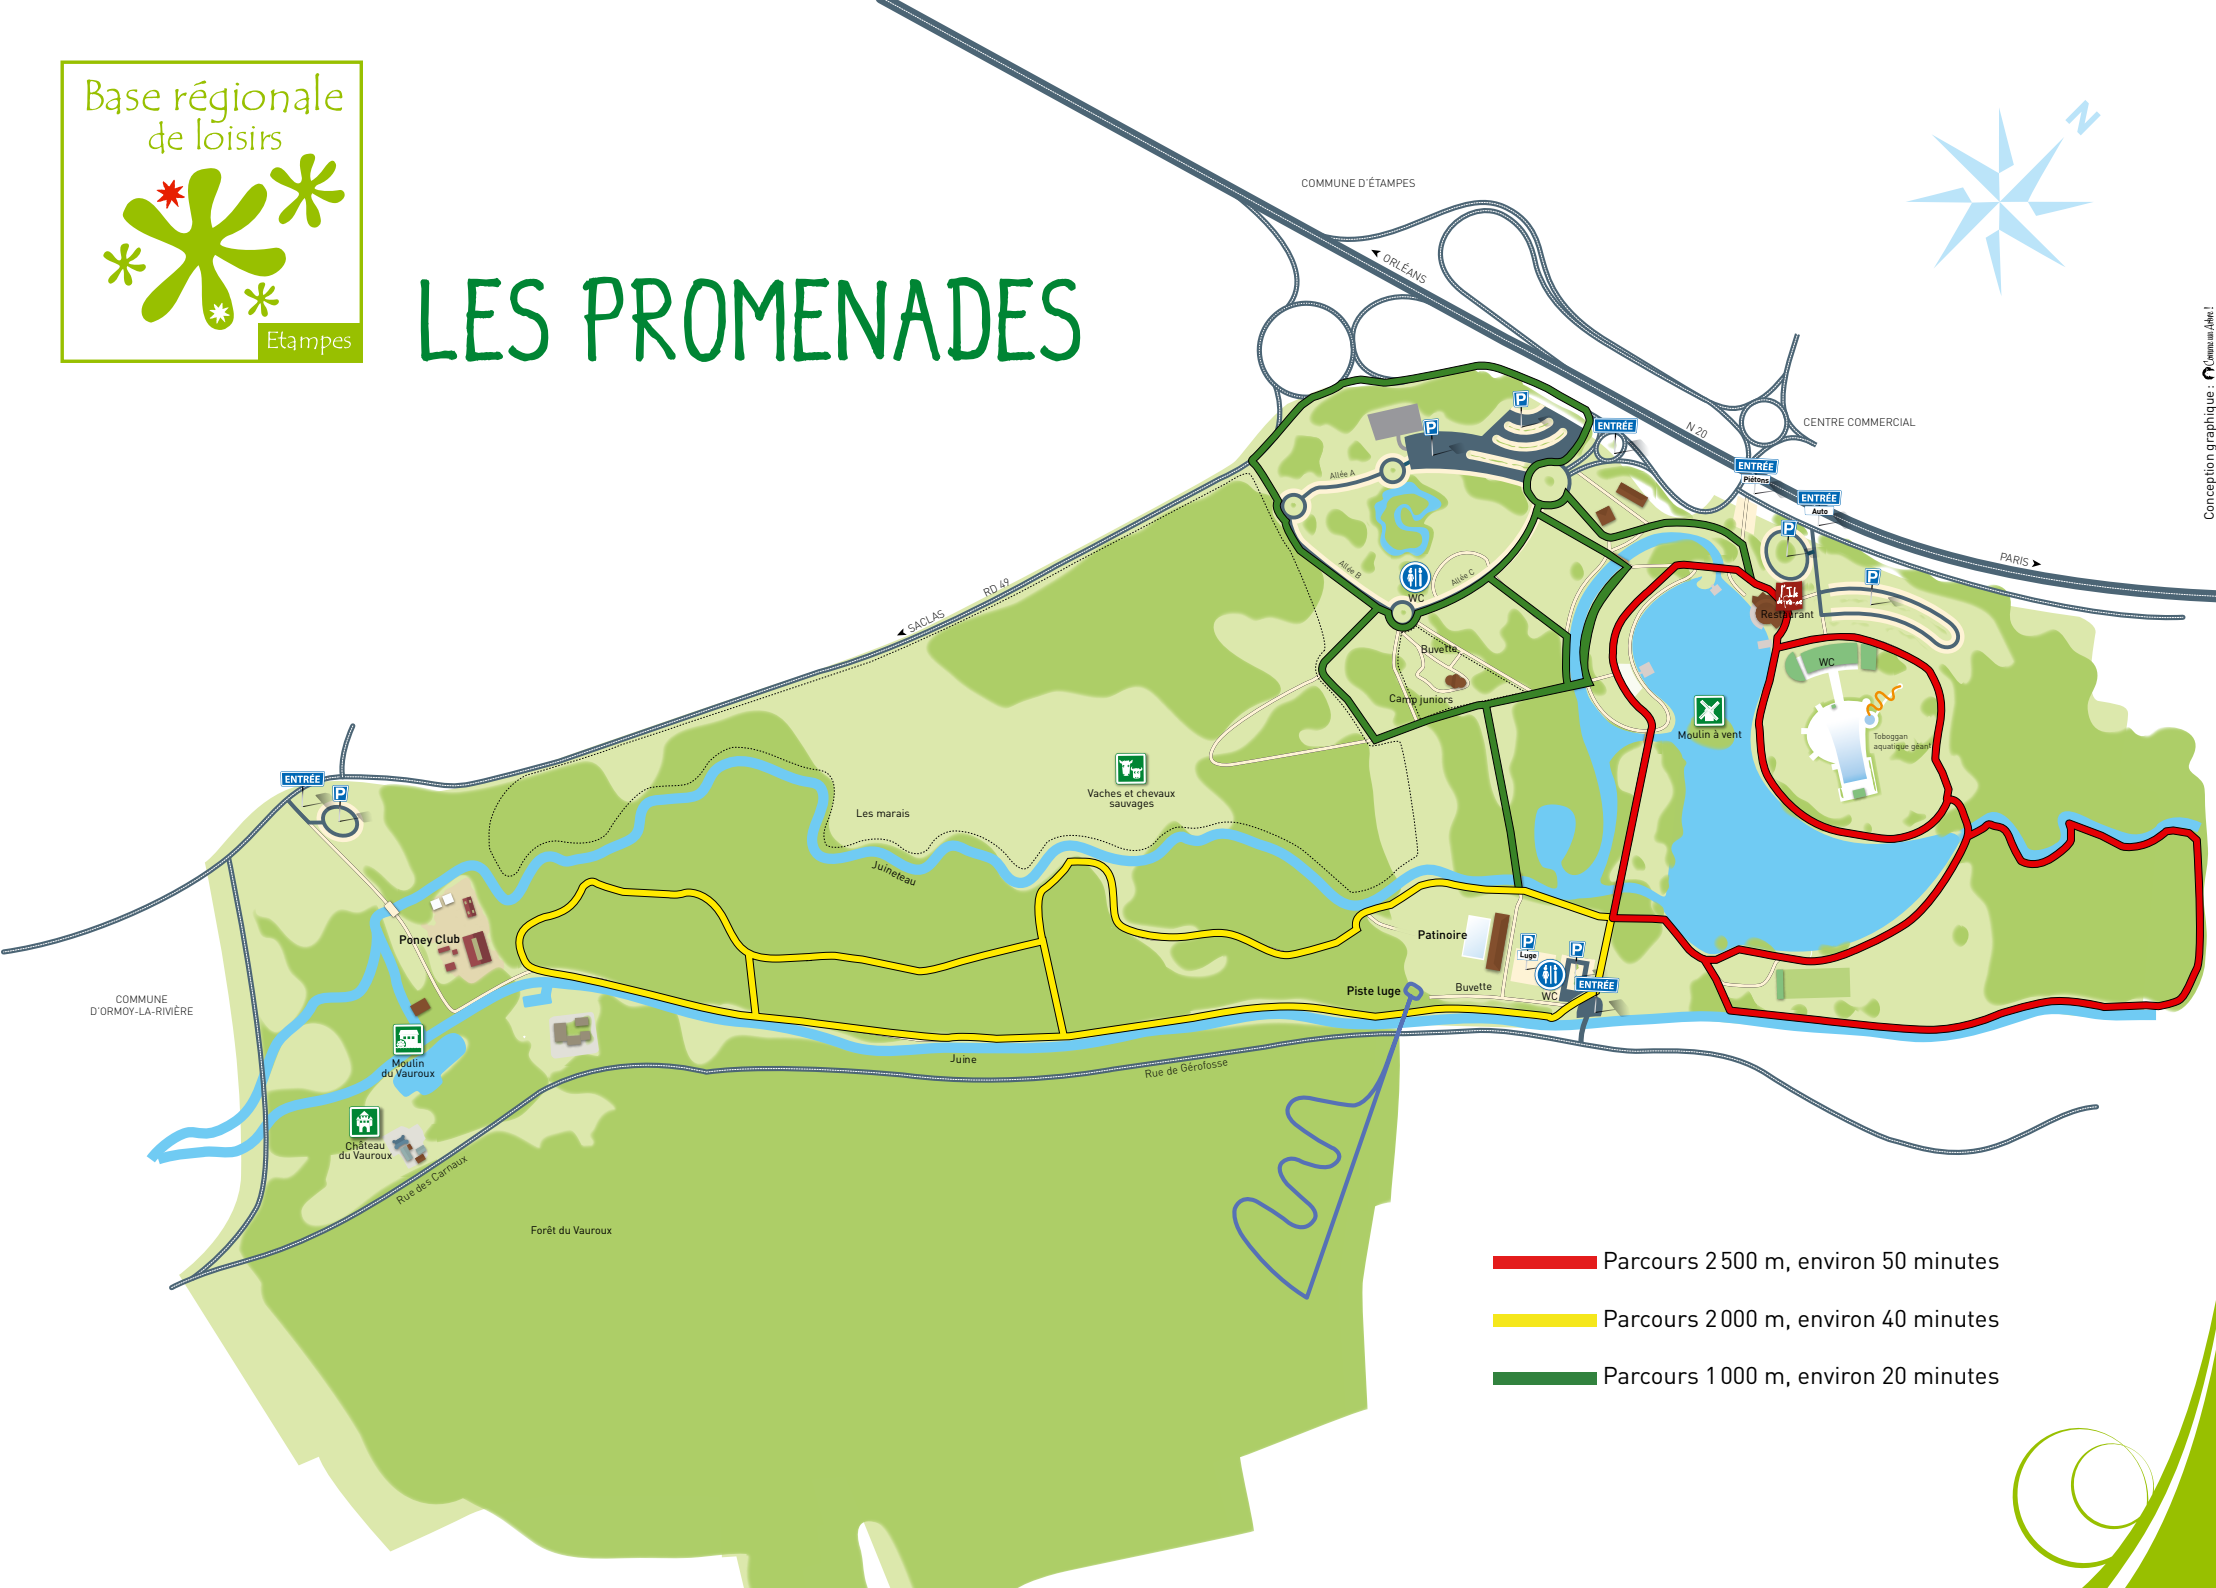 Base régionale
de loisirs
Etampes
LES PROMENADES
N
COMMUNE D'ÉTAMPES
ORLÉANS
N 20
CENTRE COMMERCIAL
ENTRÉE
ENTRÉE
Piétons
ENTRÉE
Auto
PARIS
P
P
P
P
Allée A
Allée B
Allée C
WC
RD 49
SACLAS
Restaurant
WC
Buvette
Camp juniors
Moulin à vent
Toboggan
aquatique géant
Vaches et chevaux
sauvages
Les marais
Juineteau
ENTRÉE
P
Poney Club
COMMUNE
D'ORMOY-LA-RIVIÈRE
Patinoire
P
Luge
P
ENTRÉE
WC
Buvette
Piste luge
Juine
Rue de Gérofosse
Moulin
du Vauroux
Château
du Vauroux
Rue des Carnaux
Forêt du Vauroux
Parcours 2 500 m, environ 50 minutes
Parcours 2 000 m, environ 40 minutes
Parcours 1 000 m, environ 20 minutes
Conception graphique :